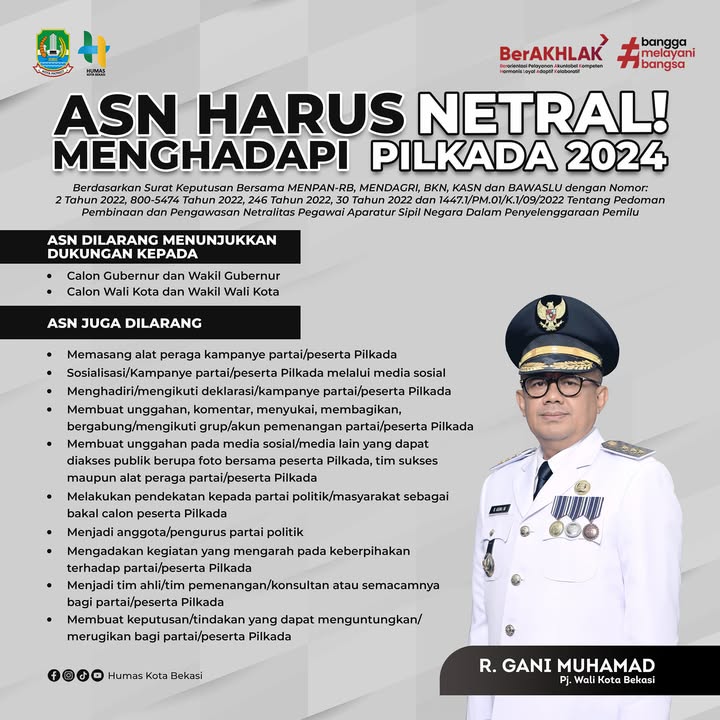 KOTA BEKASI
HUMAS
KOTA BEKASI
BerAKHLAK
Berorientasi Pelayanan Akuntabel Kompeten
Harmonis Loyal Adaptif Kolaboratif
#bangga
melayani
bangsa
ASN HARUS NETRAL!
MENGHADAPI PILKADA 2024
Berdasarkan Surat Keputusan Bersama MENPAN-RB, MENDAGRI, BKN, KASN dan BAWASLU dengan Nomor:
2 Tahun 2022, 800-5474 Tahun 2022, 246 Tahun 2022, 30 Tahun 2022 dan 1447.1/PM.01/K.1/09/2022 Tentang Pedoman
Pembinaan dan Pengawasan Netralitas Pegawai Aparatur Sipil Negara Dalam Penyelenggaraan Pemilu
ASN DILARANG MENUNJUKKAN
DUKUNGAN KEPADA
• Calon Gubernur dan Wakil Gubernur
• Calon Wali Kota dan Wakil Wali Kota
ASN JUGA DILARANG
• Memasang alat peraga kampanye partai/peserta Pilkada
• Sosialisasi/Kampanye partai/peserta Pilkada melalui media sosial
• Menghadiri/mengikuti deklarasi/kampanye partai/peserta Pilkada
• Membuat unggahan, komentar, menyukai, membagikan,
bergabung/mengikuti grup/akun pemenangan partai/peserta Pilkada
• Membuat unggahan pada media sosial/media lain yang dapat
diakses publik berupa foto bersama peserta Pilkada, tim sukses
maupun alat peraga partai/peserta Pilkada
• Melakukan pendekatan kepada partai politik/masyarakat sebagai
bakal calon peserta Pilkada
• Menjadi anggota/pengurus partai politik
• Mengadakan kegiatan yang mengarah pada keberpihakan
terhadap partai/peserta Pilkada
• Menjadi tim ahli/tim pemenangan/konsultan atau semacamnya
bagi partai/peserta Pilkada
• Membuat keputusan/tindakan yang dapat menguntungkan/
merugikan bagi partai/peserta Pilkada
Humas Kota Bekasi
R. GANI MUHAMAD
Pj. Wali Kota Bekasi